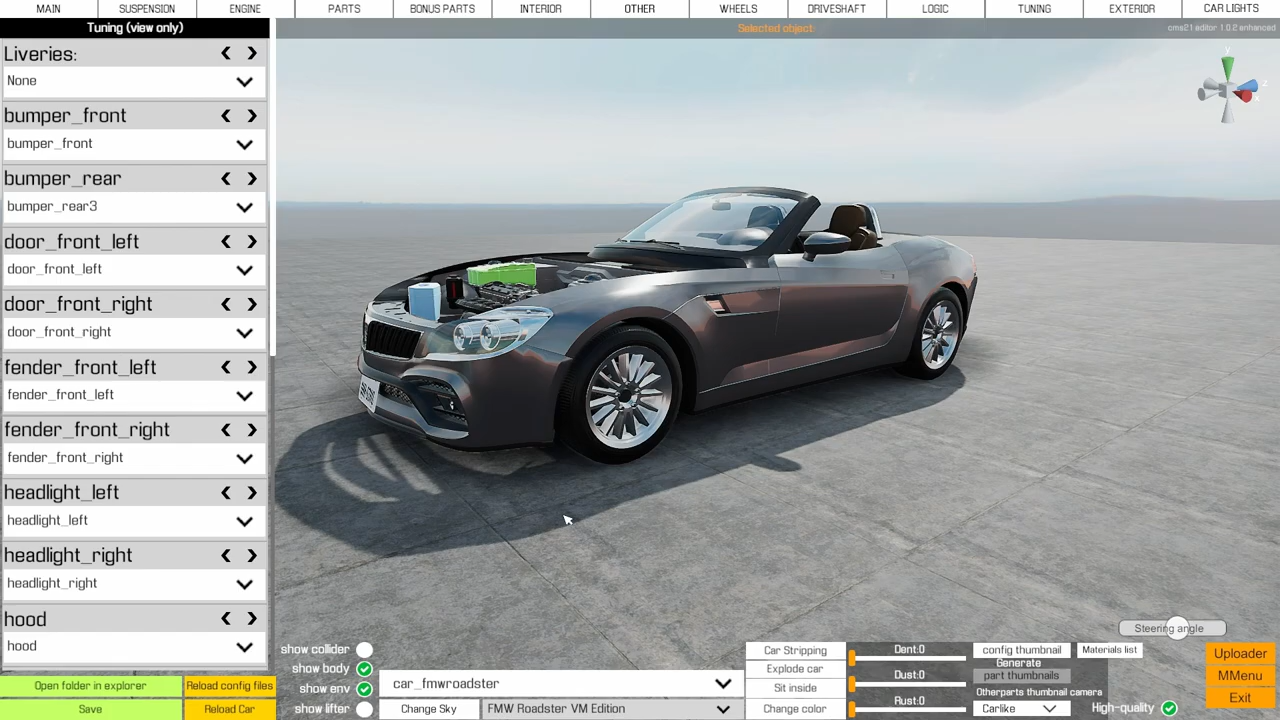 MAIN SUSPENSION ENGINE PARTS BONUS PARTS INTERIOR OTHER WHEELS DRIVESHAFT LOGIC TUNING EXTERIOR CAR LIGHTS
Tuning (view only)
Selected object:
cms21 editor 1.0.2 enhanced
Liveries:
None
bumper_front
bumper_front
bumper_rear
bumper_rear3
door_front_left
door_front_left
door_front_right
door_front_right
fender_front_left
fender_front_left
fender_front_right
fender_front_right
headlight_left
headlight_left
headlight_right
headlight_right
hood
hood
Open folder in explorer
Reload config files
Save
Reload Car
show collider
show body
show env
show lifter
car_fmwroadster
Change Sky
FMW Roadster VM Edition
Car Stripping
Explode car
Sit inside
Change color
Dent:0
Dust:0
Rust:0
config thumbnail
Materials list
Generate
part thumbnails
Otherparts thumbnail camera
Carlike
High-quality
Steering angle
Uploader
MMenu
Exit
y
z
x